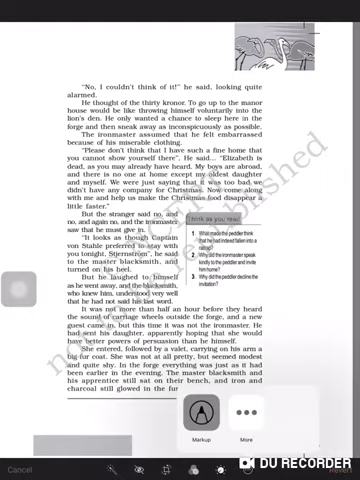 "No, I couldn't think of it!" he said, looking quite
alarmed.
He thought of the thirty kronor. To go up to the manor
house would be like throwing himself voluntarily into the
lion's den. He only wanted a chance to sleep here in
the forge and then sneak away as inconspicuously as possible.
The ironmaster assumed that he felt embarrassed
because of his miserable clothing.
"Please don't think that I have such a fine home that
you cannot show yourself there", He said... "Elizabeth is
dead, as you may already have heard. My boys are abroad,
and there is no one at home except my oldest daughter
and myself. We were just saying that it was too bad we
didn't have any company for Christmas. Now come along
with me and help us make the Christmas food disappear a
little faster."
But the stranger said no, and
no, and again no, and the ironmaster
saw that he must give in.
"It looks as though Captain
von Stahle preferred to stay with
you tonight, Stjernström", he said
to the master blacksmith, and
turned on his heel.
But he laughed to himself
as he went away, and the blacksmith,
who knew him, understood very well
that he had not said his last word.
Think as you read
1 What made the peddler think
that he had indeed fallen into a
rattrap?
2 Why did the ironmaster speak
kindly to the peddler and invite
him home?
3 Why did the peddler decline the
invitation?
It was not more than half an hour before they heard
the sound of carriage wheels outside the forge, and a new
guest came in, but this time it was not the ironmaster. He
had sent his daughter, apparently hoping that she would
have better powers of persuasion than he himself.
She entered, followed by a valet, carrying on his arm a
big fur coat. She was not at all pretty, but seemed modest
and quite shy. In the forge everything was just as it had
been earlier in the evening. The master blacksmith and
his apprentice still sat on their bench, and iron and
charcoal still glowed in the fur
Markup
More
Cancel
Revert
DU RECORDER